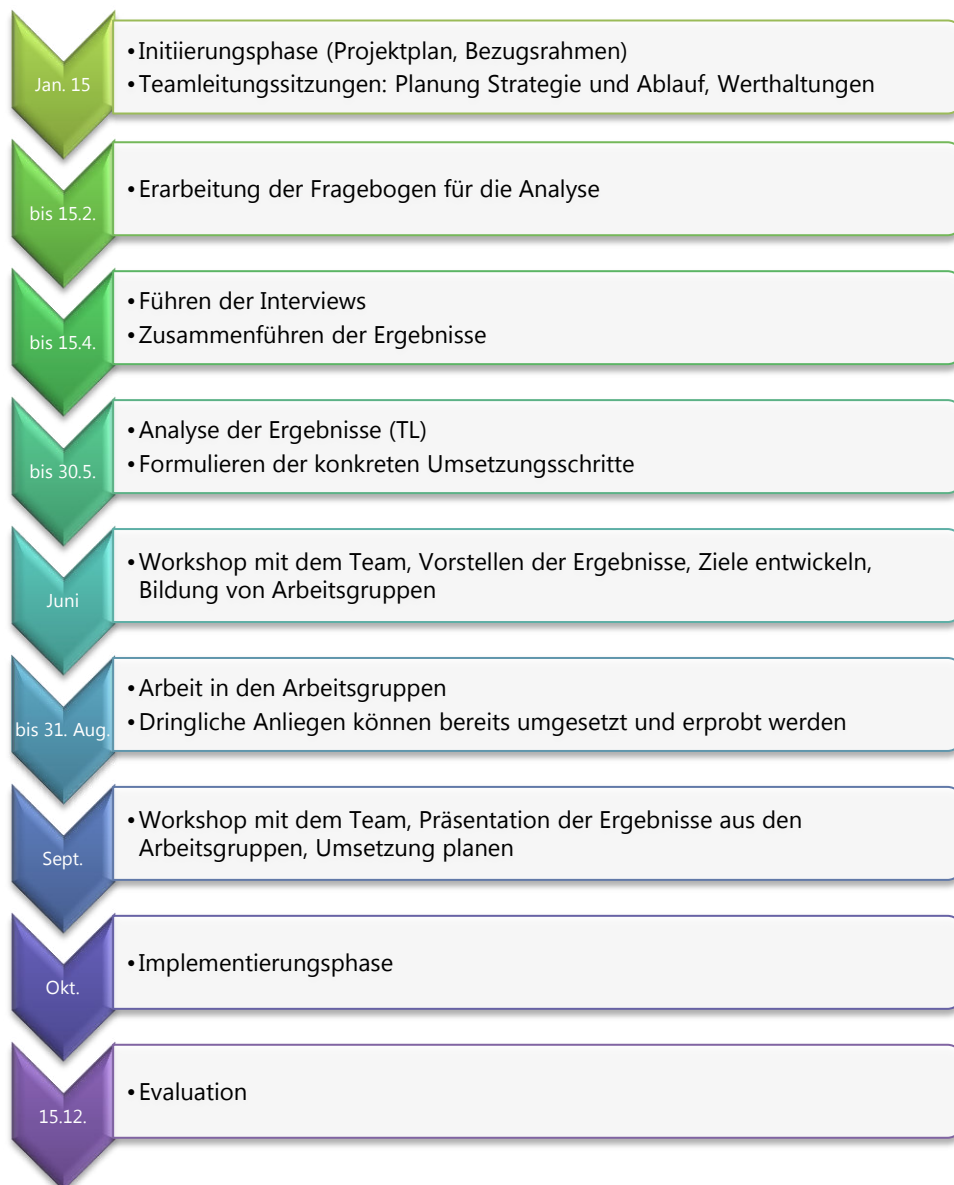 Jan. 15
•Initiierungsphase (Projektplan, Bezugsrahmen)
•Teamleitungssitzungen: Planung Strategie und Ablauf, Werthaltungen
bis 15.2.
•Erarbeitung der Fragebogen für die Analyse
bis 15.4.
•Führen der Interviews
•Zusammenführen der Ergebnisse
bis 30.5.
•Analyse der Ergebnisse (TL)
•Formulieren der konkreten Umsetzungsschritte
Juni
•Workshop mit dem Team, Vorstellen der Ergebnisse, Ziele entwickeln,
Bildung von Arbeitsgruppen
bis 31. Aug.
•Arbeit in den Arbeitsgruppen
•Dringliche Anliegen können bereits umgesetzt und erprobt werden
Sept.
•Workshop mit dem Team, Präsentation der Ergebnisse aus den
Arbeitsgruppen, Umsetzung planen
Okt.
•Implementierungsphase
15.12.
•Evaluation